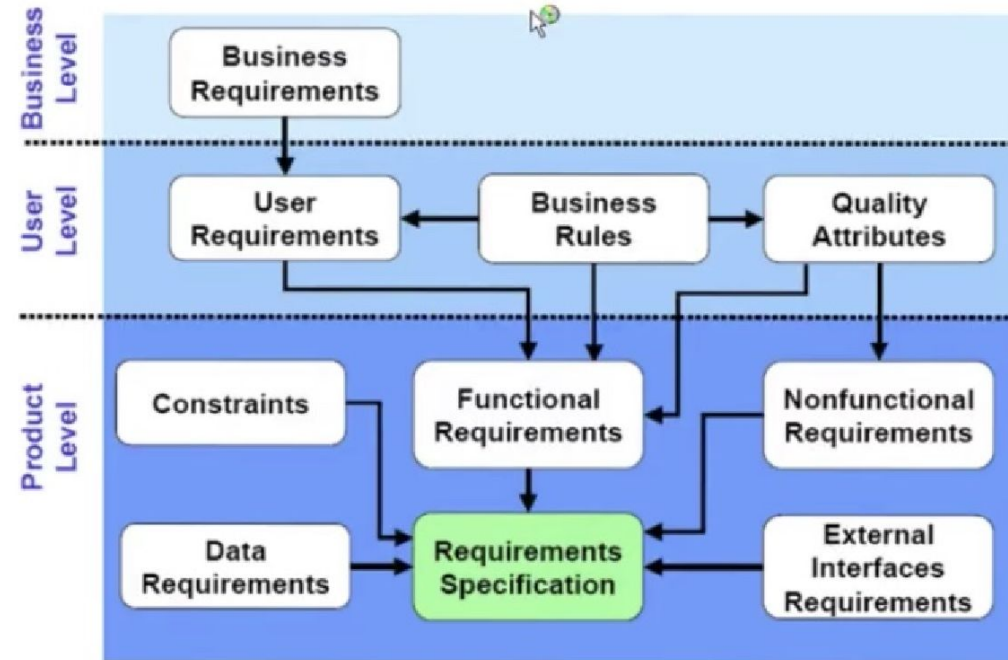 Business
Level
Business
Requirements
User
Level
User
Requirements
Business
Rules
Quality
Attributes
Product
Level
Constraints
Functional
Requirements
Nonfunctional
Requirements
Data
Requirements
Requirements
Specification
External
Interfaces
Requirements